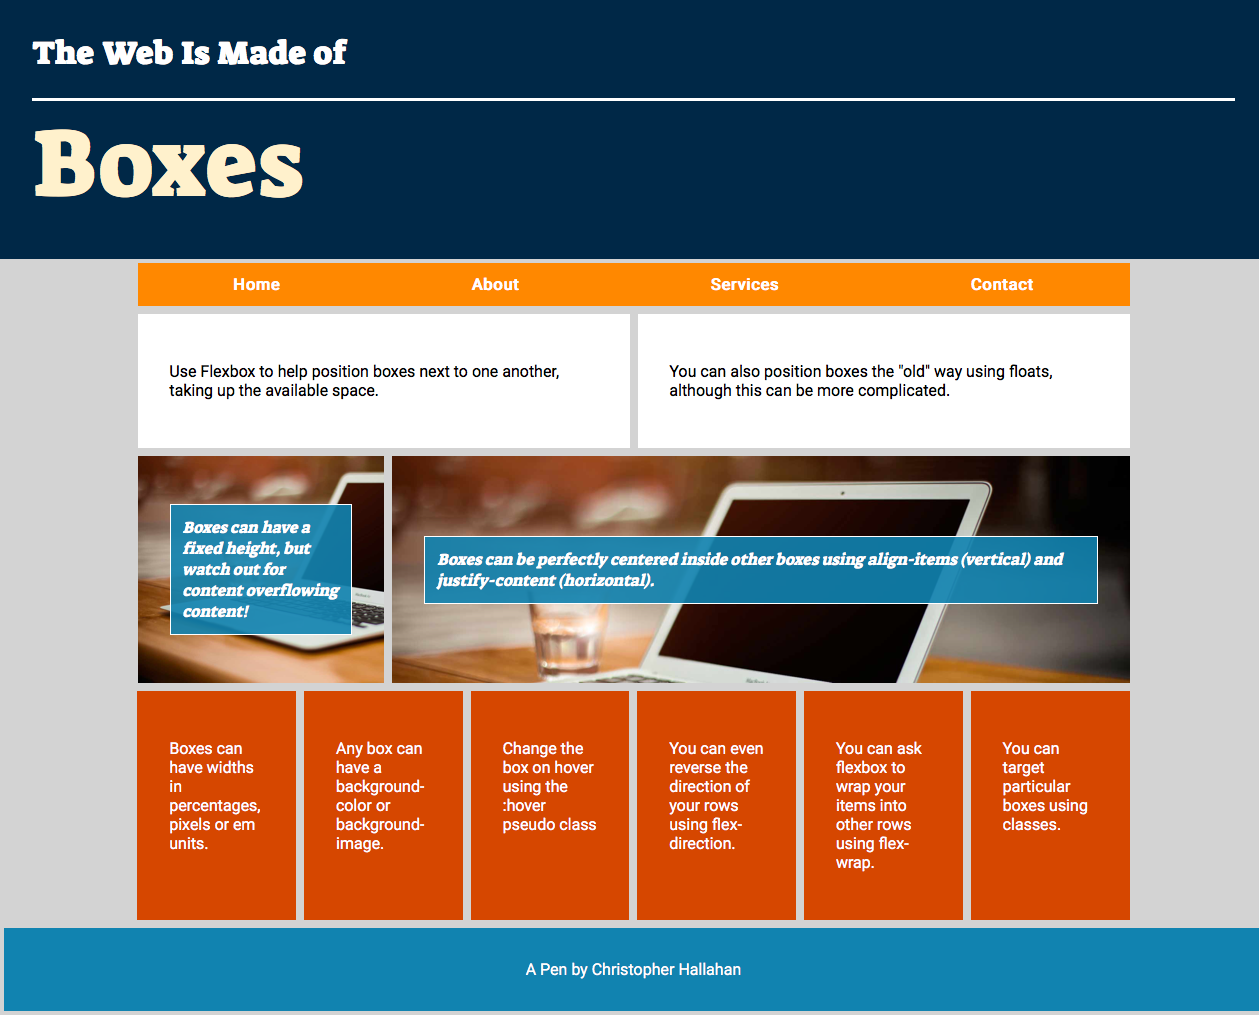 The Web Is Made of
Boxes
Home About Services Contact
Use Flexbox to help position boxes next to one another,
taking up the available space.
You can also position boxes the "old" way using floats,
although this can be more complicated.
Boxes can have a
fixed height, but
watch out for
content overflowing
content!
Boxes can be perfectly centered inside other boxes using align-items (vertical) and
justify-content (horizontal).
Boxes can
have widths
in
percentages,
pixels or em
units.
Any box can
have a
background-
color or
background-
image.
Change the
box on hover
using the
:hover
pseudo class
You can even
reverse the
direction of
your rows
using flex-
direction.
You can ask
flexbox to
wrap your
items into
other rows
using flex-
wrap.
You can
target
particular
boxes using
classes.
A Pen by Christopher Hallahan